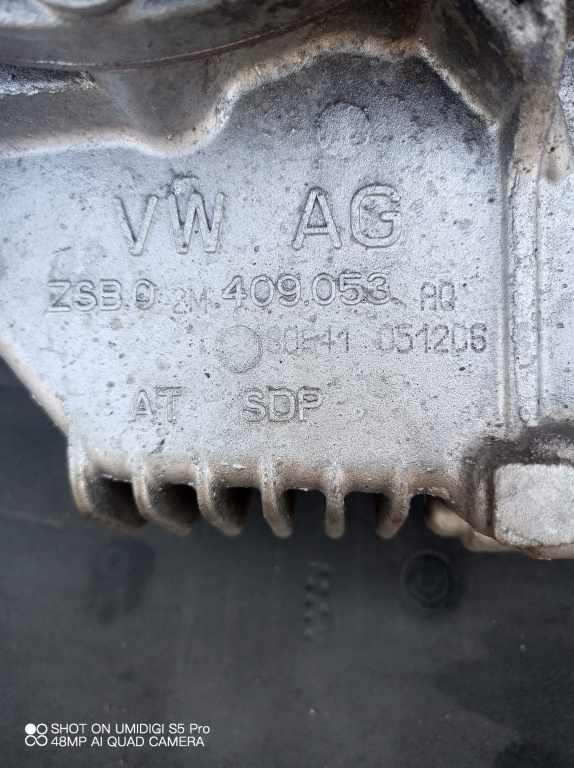 VW AG
ZSB.0 2M.409.053 AQ
051206
AT SDP
SHOT ON UMIDIGI S5 Pro
48MP AI QUAD CAMERA